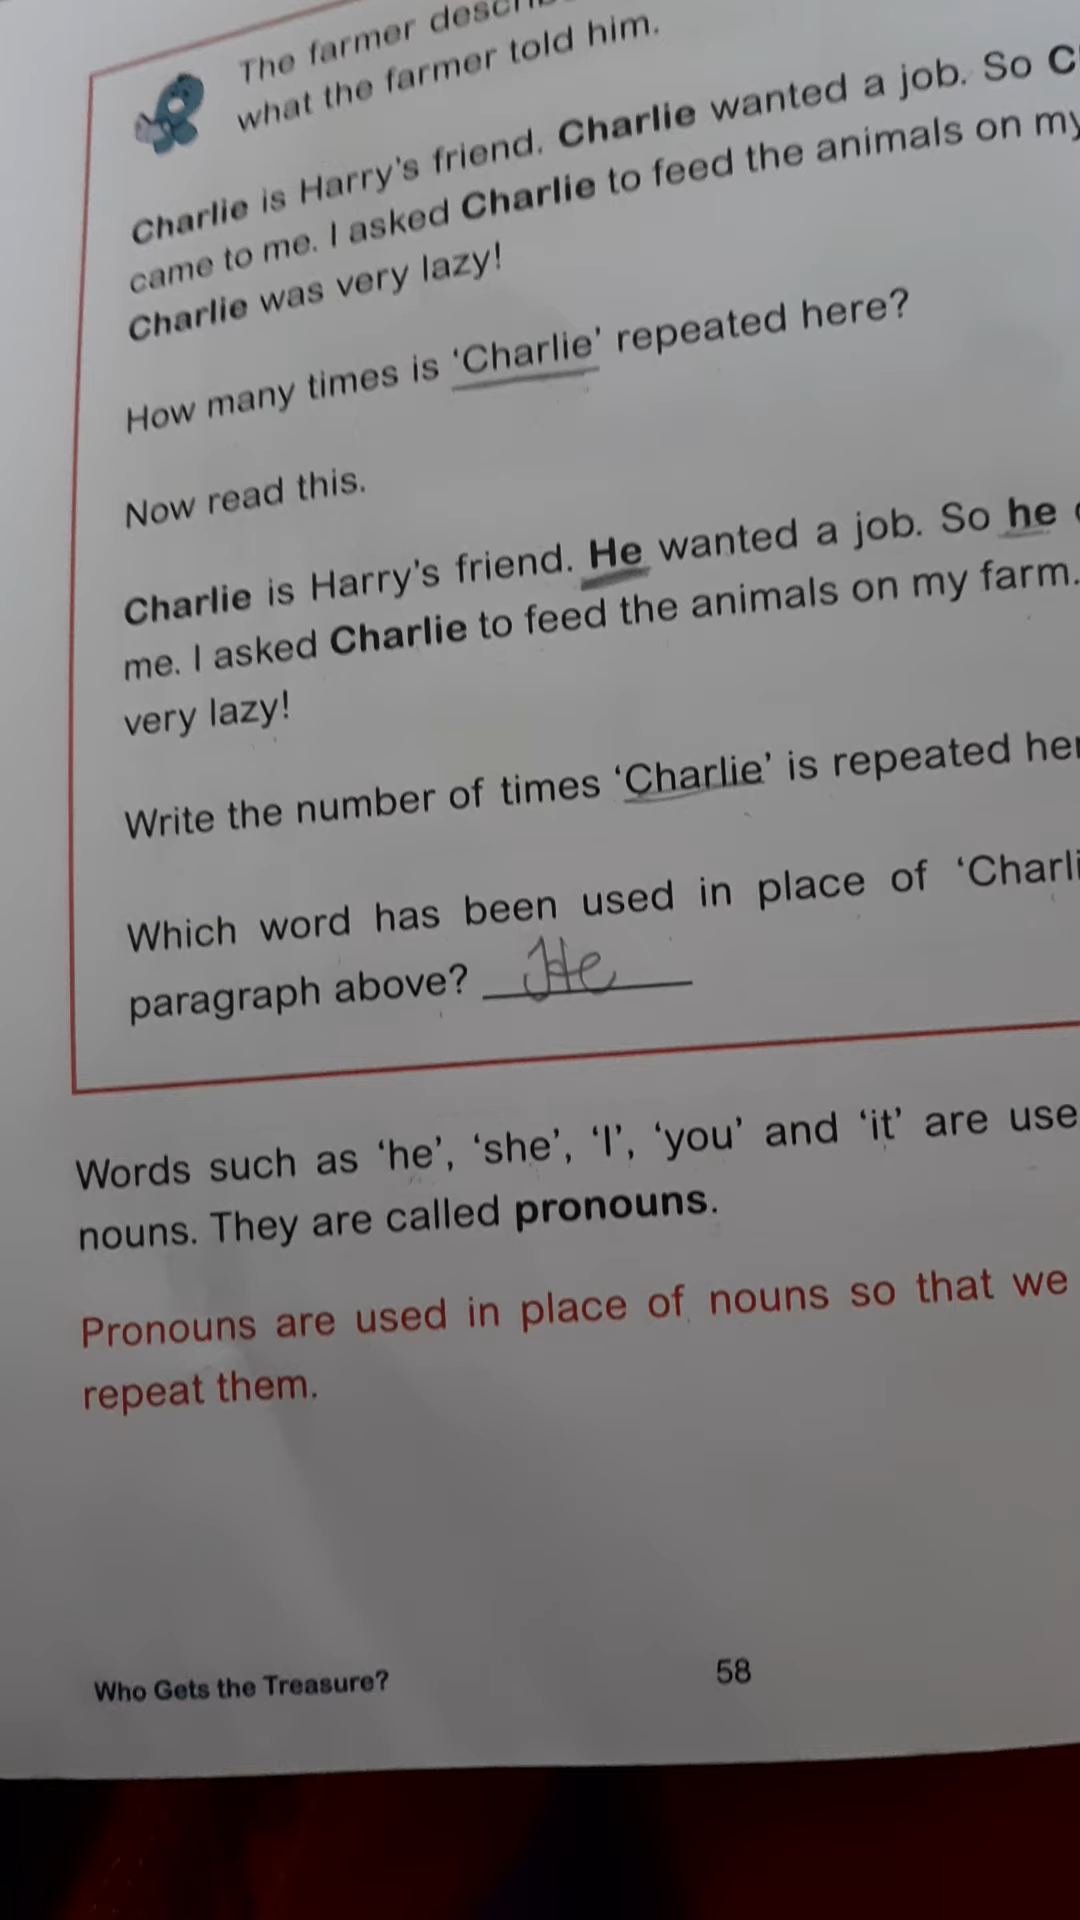 The farmer
what the farmer told him.
Charlie is Harry's friend. Charlie wanted a job. So
came to me. I asked Charlie to feed the animals on my
Charlie was very lazy!
How many times is 'Charlie' repeated here?
Now read this.
Charlie is Harry's friend. He wanted a job. So he
me. I asked Charlie to feed the animals on my farm.
very lazy!
Write the number of times 'Charlie' is repeated
Which word has been used in place of
paragraph above? He
Words such as 'he', 'she', 'I', 'you' and 'it' are
nouns. They are called pronouns.
Pronouns are used in place of nouns so that we
repeat them.
Who Gets the Treasure?
58